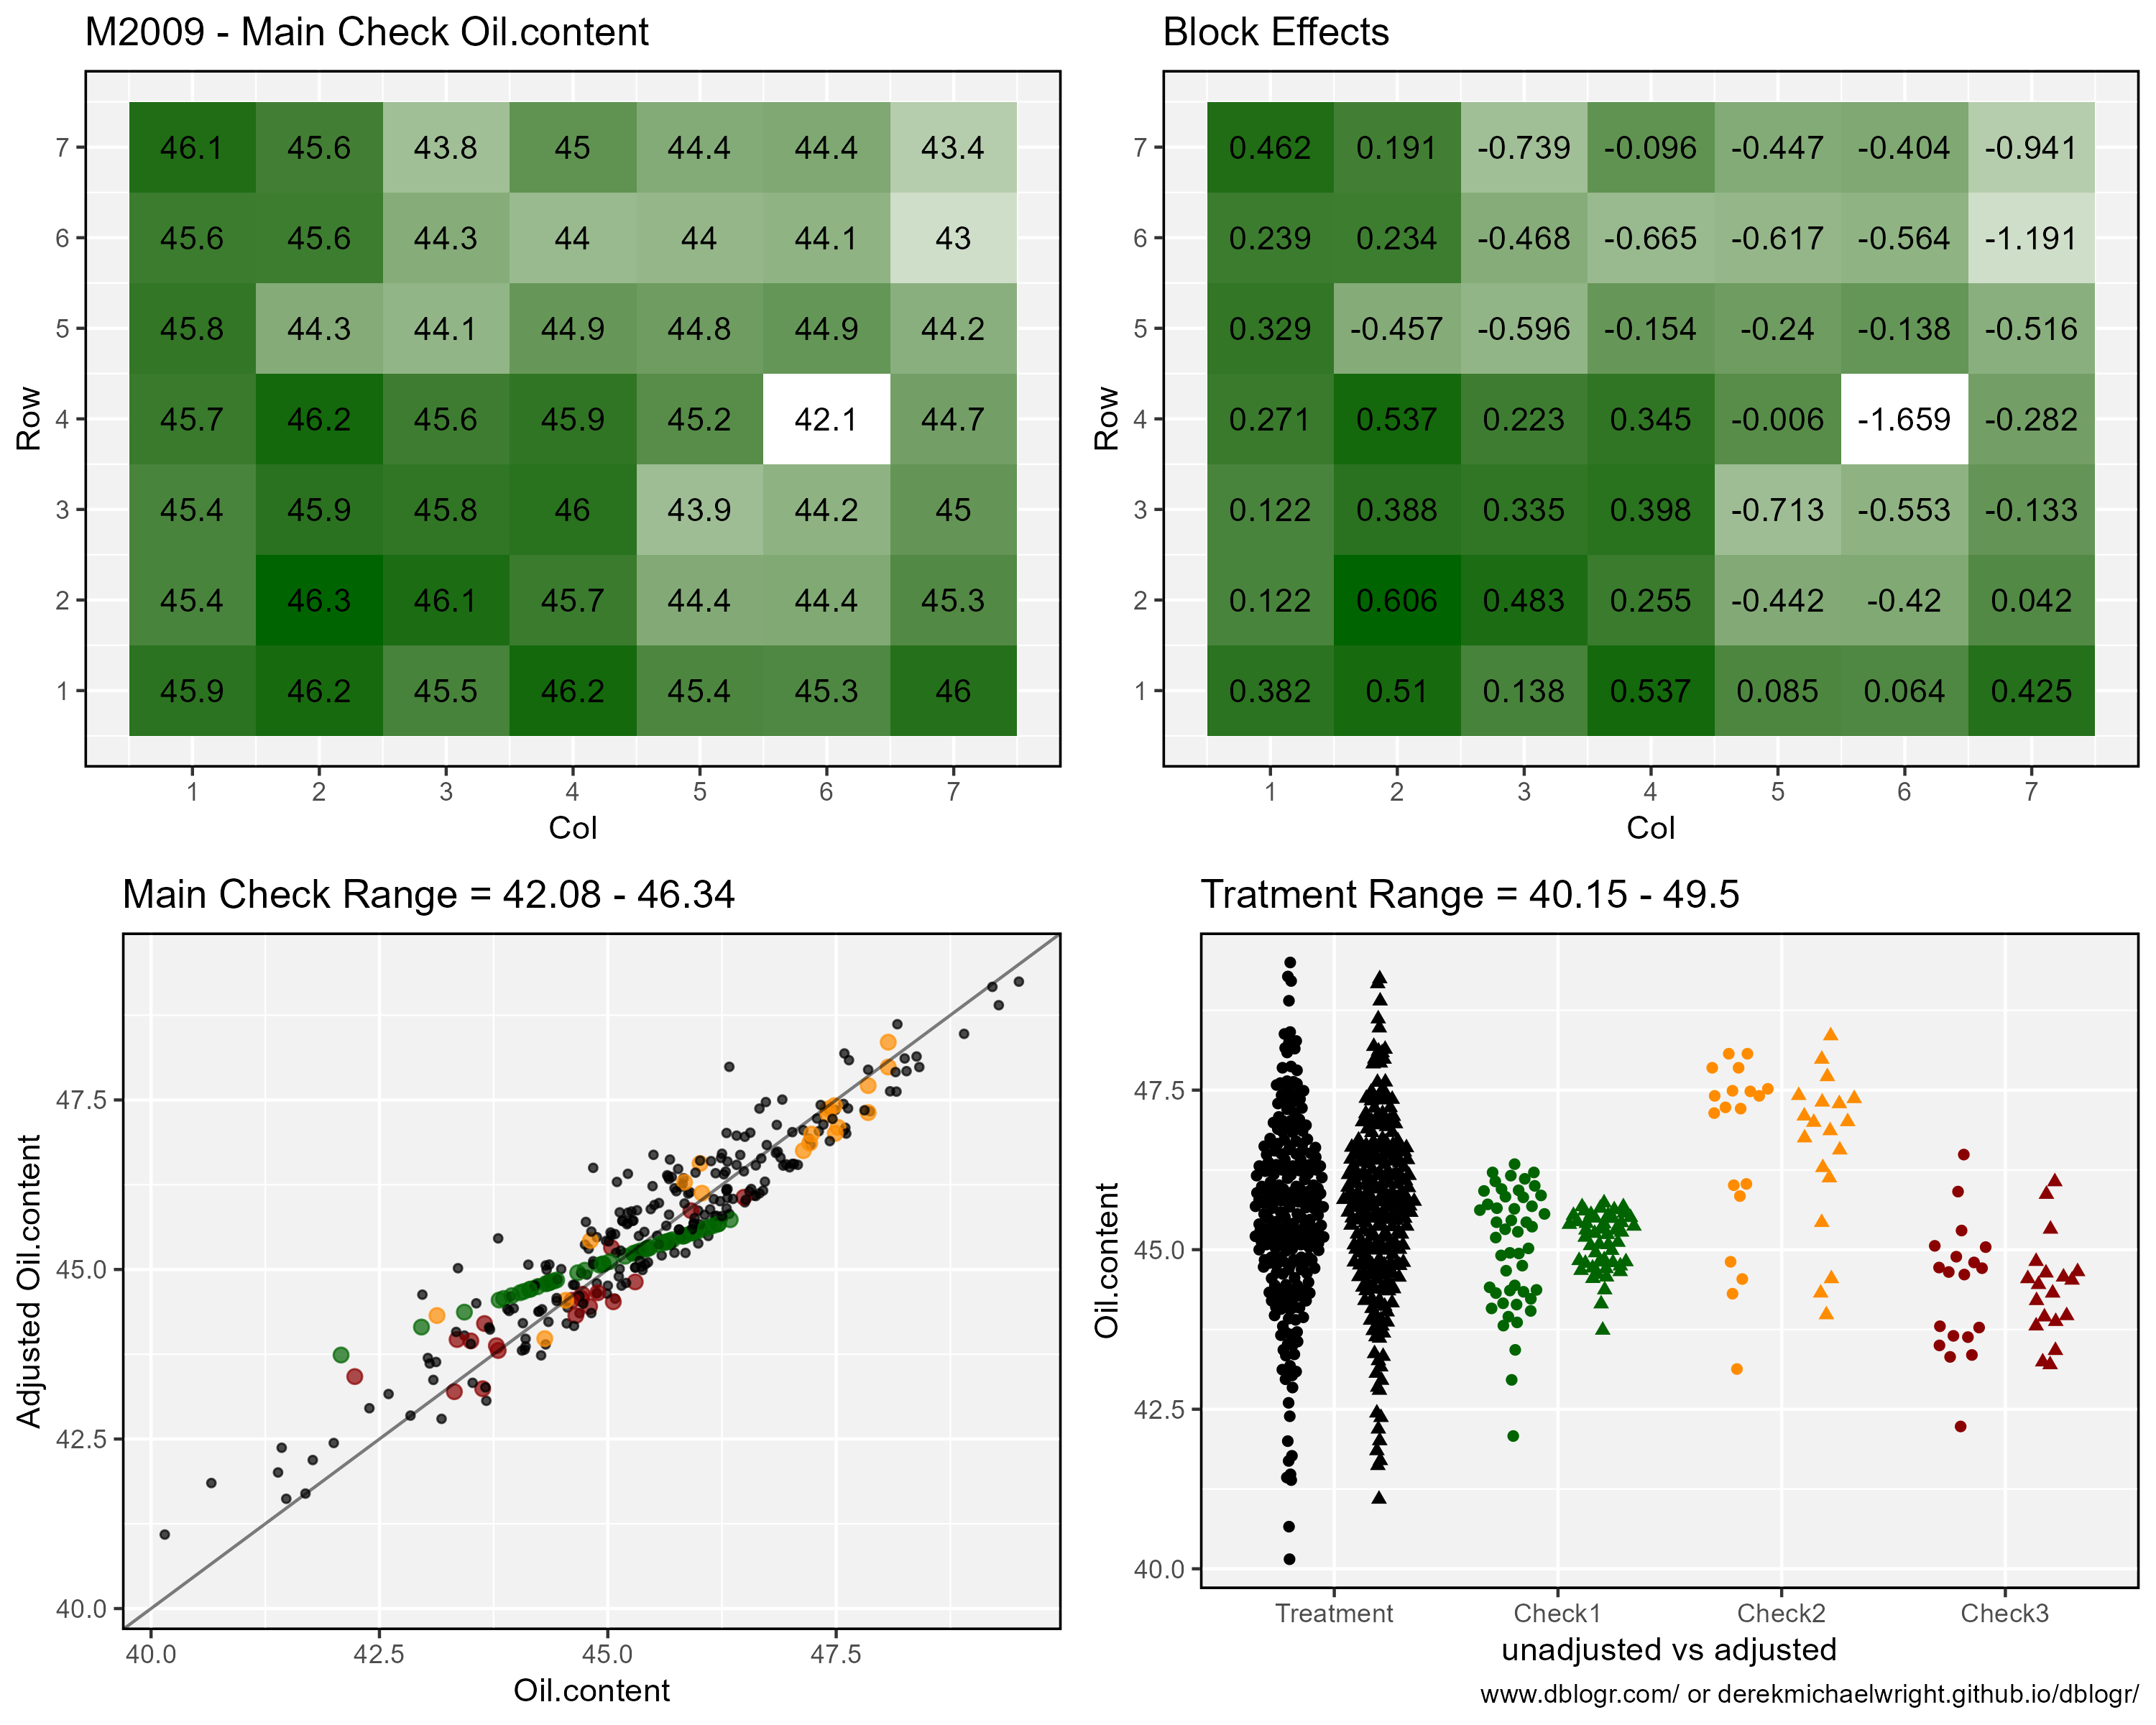 M2009 - Main Check Oil.content
7 46.1 45.6 43.8 45 44.4 44.4 43.4
6 45.6 45.6 44.3 44 44 44.1 43
5 45.8 44.3 44.1 44.9 44.8 44.9 44.2
4 45.7 46.2 45.6 45.9 45.2 42.1 44.7
3 45.4 45.9 45.8 46 43.9 44.2 45
2 45.4 46.3 46.1 45.7 44.4 44.4 45.3
1 45.9 46.2 45.5 46.2 45.4 45.3 46
Row
1 2 3 4 5 6 7
Col
Block Effects
7 0.462 0.191 -0.739 -0.096 -0.447 -0.404 -0.941
6 0.239 0.234 -0.468 -0.665 -0.617 -0.564 -1.191
5 0.329 -0.457 -0.596 -0.154 -0.24 -0.138 -0.516
4 0.271 0.537 0.223 0.345 -0.006 -1.659 -0.282
3 0.122 0.388 0.335 0.398 -0.713 -0.553 -0.133
2 0.122 0.606 0.483 0.255 -0.442 -0.42 0.042
1 0.382 0.51 0.138 0.537 0.085 0.064 0.425
Row
1 2 3 4 5 6 7
Col
Main Check Range = 42.08 - 46.34
47.5
45.0
42.5
40.0
Adjusted Oil.content
40.0 42.5 45.0 47.5
Oil.content
Tratment Range = 40.15 - 49.5
47.5
45.0
42.5
40.0
Oil.content
Treatment Check1 Check2 Check3
unadjusted vs adjusted
www.dblogr.com/ or derekmichaelwright.github.io/dblogr/